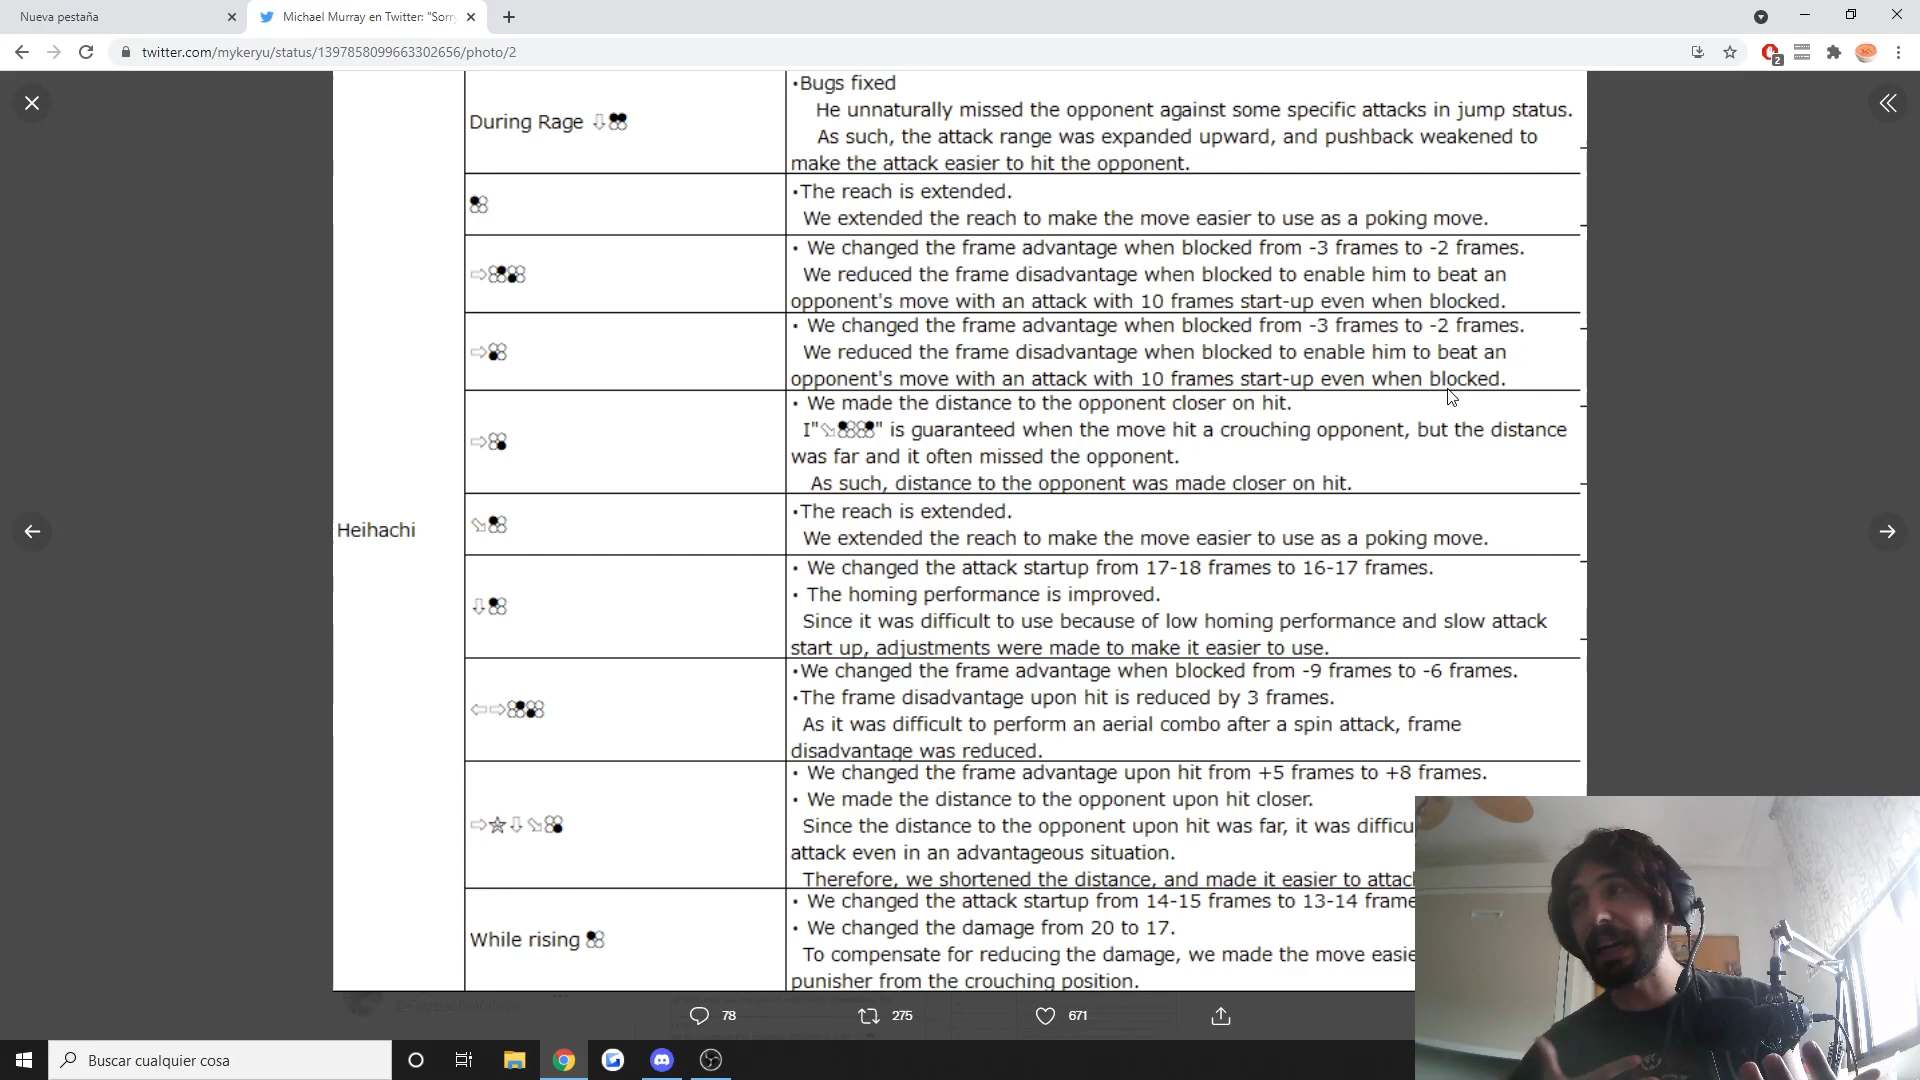 Nueva pestaña
Michael Murray en Twitter: "Sorry
twitter.com/mykeryu/status/1397858099663302656/photo/2
2
•Bugs fixed
He unnaturally missed the opponent against some specific attacks in jump status.
During Rage
As such, the attack range was expanded upward, and pushback weakened to
make the attack easier to hit the opponent.
•The reach is extended.
We extended the reach to make the move easier to use as a poking move.
• We changed the frame advantage when blocked from -3 frames to -2 frames.
We reduced the frame disadvantage when blocked to enable him to beat an
opponent's move with an attack with 10 frames start-up even when blocked.
• We changed the frame advantage when blocked from -3 frames to -2 frames.
We reduced the frame disadvantage when blocked to enable him to beat an
opponent's move with an attack with 10 frames start-up even when blocked.
• We made the distance to the opponent closer on hit.
I"" is guaranteed when the move hit a crouching opponent, but the distance
was far and it often missed the opponent.
As such, distance to the opponent was made closer on hit.
Heihachi
•The reach is extended.
We extended the reach to make the move easier to use as a poking move.
• We changed the attack startup from 17-18 frames to 16-17 frames.
• The homing performance is improved.
Since it was difficult to use because of low homing performance and slow attack
start up, adjustments were made to make it easier to use.
•We changed the frame advantage when blocked from -9 frames to -6 frames.
•The frame disadvantage upon hit is reduced by 3 frames.
As it was difficult to perform an aerial combo after a spin attack, frame
disadvantage was reduced.
• We changed the frame advantage upon hit from +5 frames to +8 frames.
• We made the distance to the opponent upon hit closer.
Since the distance to the opponent upon hit was far, it was difficu
attack even in an advantageous situation.
Therefore, we shortened the distance, and made it easier to attac
• We changed the attack startup from 14-15 frames to 13-14 frame
While rising
• We changed the damage from 20 to 17.
To compensate for reducing the damage, we made the move easie
punisher from the crouching position.
78
275
671
Buscar cualquier cosa